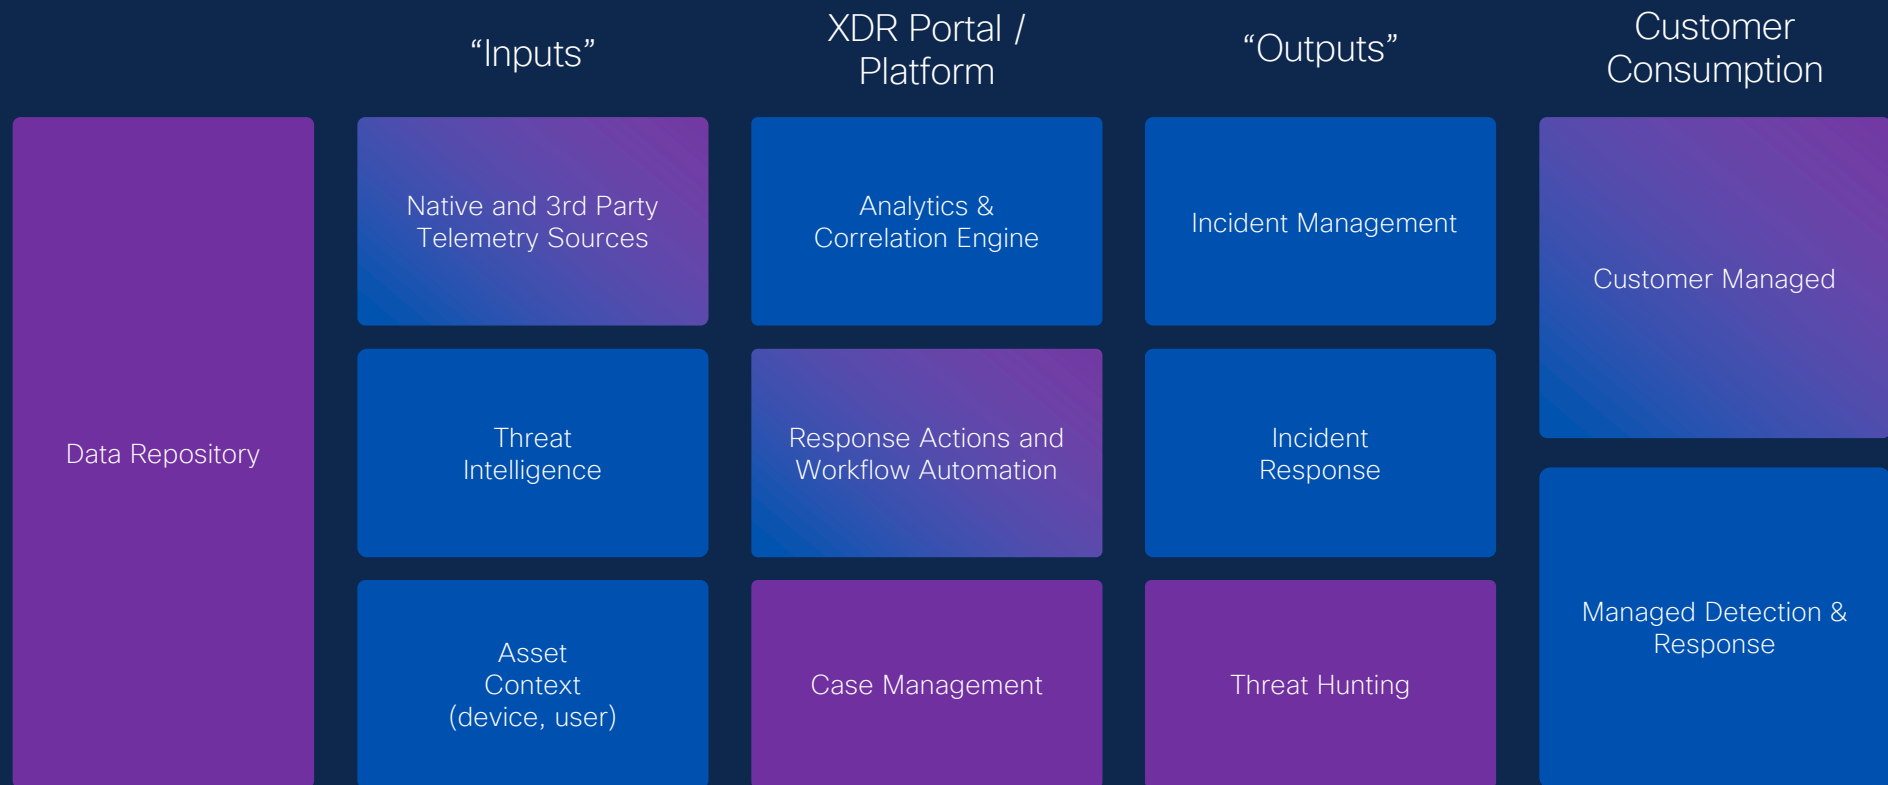 “Inputs”
XDR Portal /
Platform
“Outputs”
Customer
Consumption
Data Repository
Native and 3rd Party
Telemetry Sources
Analytics &
Correlation Engine
Incident Management
Customer Managed
Threat
Intelligence
Response Actions and
Workflow Automation
Incident
Response
Managed Detection &
Response
Asset
Context
(device, user)
Case Management
Threat Hunting